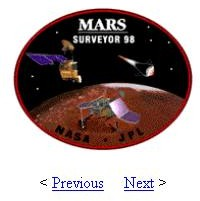 MARS
SURVEYOR 98
NASA • JPL
< Previous Next >